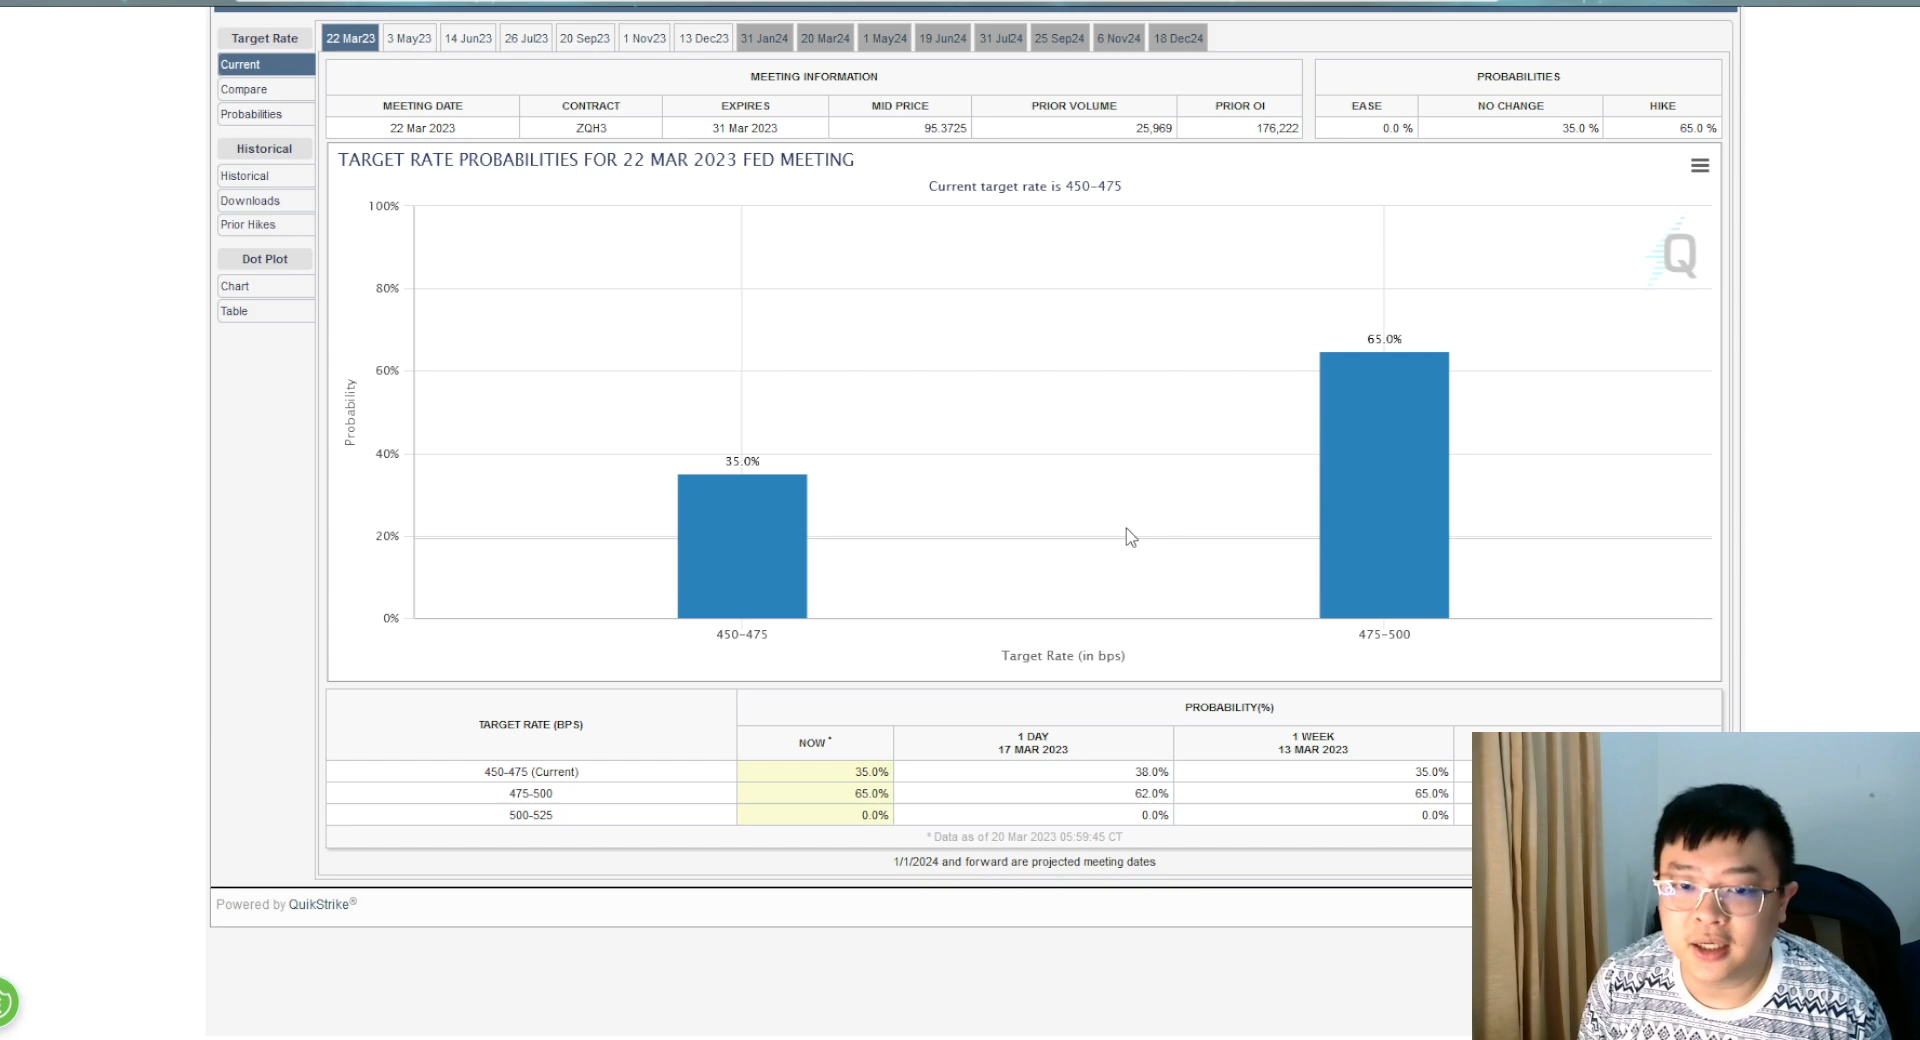 Target Rate
Current
Compare
Probabilities
Historical
Historical
Downloads
Prior Hikes
Dot Plot
Chart
Table
22 Mar23 3 May23 14 Jun23 26 Jul23 20 Sep23 1 Nov23 13 Dec23 31 Jan24 20 Mar24 1 May24 19 Jun24 31 Jul24 25 Sep24 6 Nov24 18 Dec24
MEETING INFORMATION
MEETING DATE CONTRACT EXPIRES MID PRICE PRIOR VOLUME PRIOR OI
22 Mar 2023 ZQH3 31 Mar 2023 95.3725 25,969 176,222
PROBABILITIES
EASE NO CHANGE HIKE
0.0 % 35.0 % 65.0 %
TARGET RATE PROBABILITIES FOR 22 MAR 2023 FED MEETING
Current target rate is 450-475
Q
Probability
100%
80%
60%
40%
20%
0%
35.0%
65.0%
450-475 475-500
Target Rate (in bps)
TARGET RATE (BPS) PROBABILITY(%)
NOW * 1 DAY 17 MAR 2023 1 WEEK 13 MAR 2023
450-475 (Current) 35.0% 38.0% 35.0%
475-500 65.0% 62.0% 65.0%
500-525 0.0% 0.0% 0.0%
* Data as of 20 Mar 2023 05:59:45 CT
1/1/2024 and forward are projected meeting dates
Powered by QuikStrike®